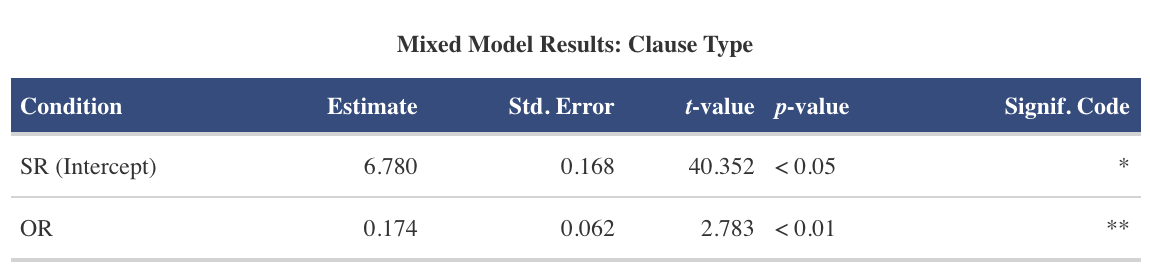 Mixed Model Results: Clause Type
Condition Estimate Std. Error t-value p-value Signif. Code
SR (Intercept) 6.780 0.168 40.352 < 0.05 *
OR 0.174 0.062 2.783 < 0.01 **